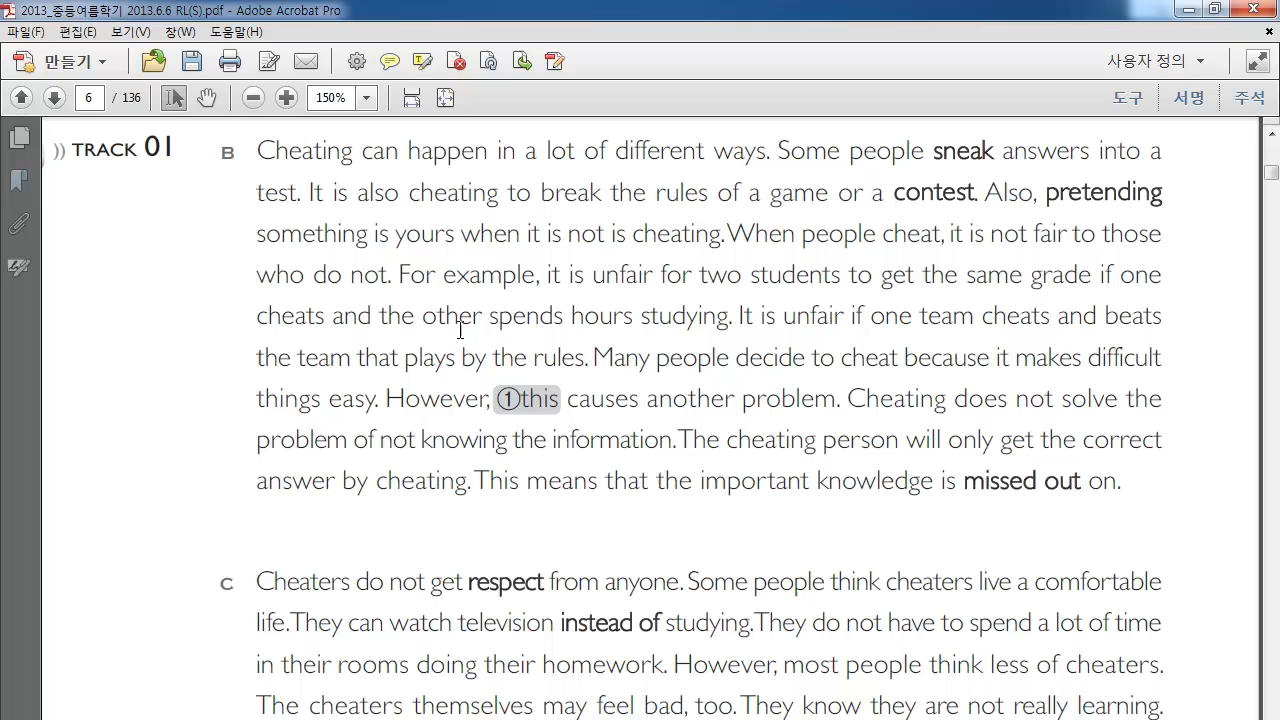 2013_중등여름학기 2013.6.6 RL(S).pdf - Adobe Acrobat Pro
파일(F) 편집(E) 보기(V) 창(W) 도움말(H)
만들기 사용자 정의
6 / 136 150% 도구 서명 주석
)) TRACK 01
B Cheating can happen in a lot of different ways. Some people sneak answers into a
test. It is also cheating to break the rules of a game or a contest. Also, pretending
something is yours when it is not is cheating. When people cheat, it is not fair to those
who do not. For example, it is unfair for two students to get the same grade if one
cheats and the other spends hours studying. It is unfair if one team cheats and beats
the team that plays by the rules. Many people decide to cheat because it makes difficult
things easy. However, ①this causes another problem. Cheating does not solve the
problem of not knowing the information. The cheating person will only get the correct
answer by cheating. This means that the important knowledge is missed out on.
C Cheaters do not get respect from anyone. Some people think cheaters live a comfortable
life. They can watch television instead of studying. They do not have to spend a lot of time
in their rooms doing their homework. However, most people think less of cheaters.
The cheaters themselves may feel bad, too. They know they are not really learning.